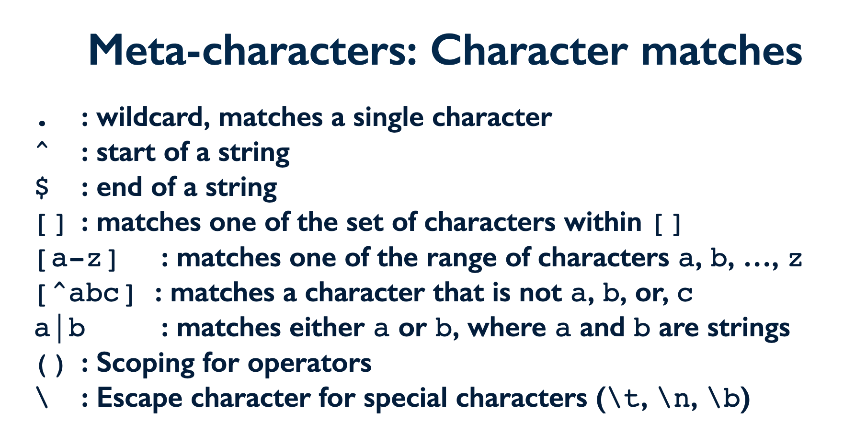 Meta-characters: Character matches
. : wildcard, matches a single character
^ : start of a string
$ : end of a string
[] : matches one of the set of characters within []
[a-z] : matches one of the range of characters a, b, …, z
[^abc] : matches a character that is not a, b, or, c
a|b : matches either a or b, where a and b are strings
() : Scoping for operators
\ : Escape character for special characters (\t, \n, \b)